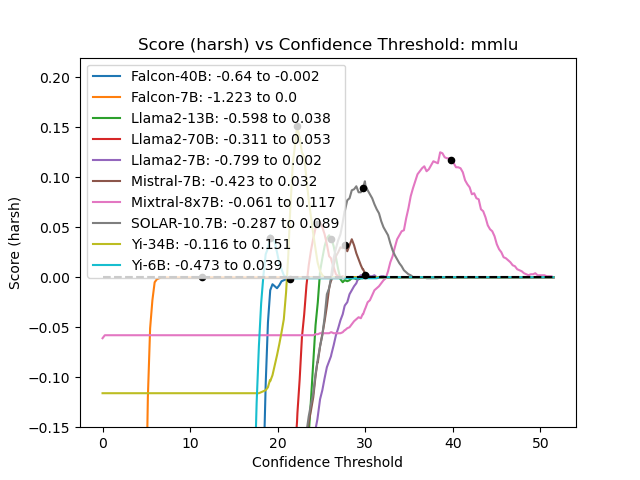 Score (harsh) vs Confidence Threshold: mmlu
Falcon-40B: -0.64 to -0.002
Falcon-7B: -1.223 to 0.0
Llama2-13B: -0.598 to 0.038
Llama2-70B: -0.311 to 0.053
Llama2-7B: -0.799 to 0.002
Mistral-7B: -0.423 to 0.032
Mixtral-8x7B: -0.061 to 0.117
SOLAR-10.7B: -0.287 to 0.089
Yi-34B: -0.116 to 0.151
Yi-6B: -0.473 to 0.039
Score (harsh)
0.20
0.15
0.10
0.05
0.00
−0.05
−0.10
−0.15
0 10 20 30 40 50
Confidence Threshold